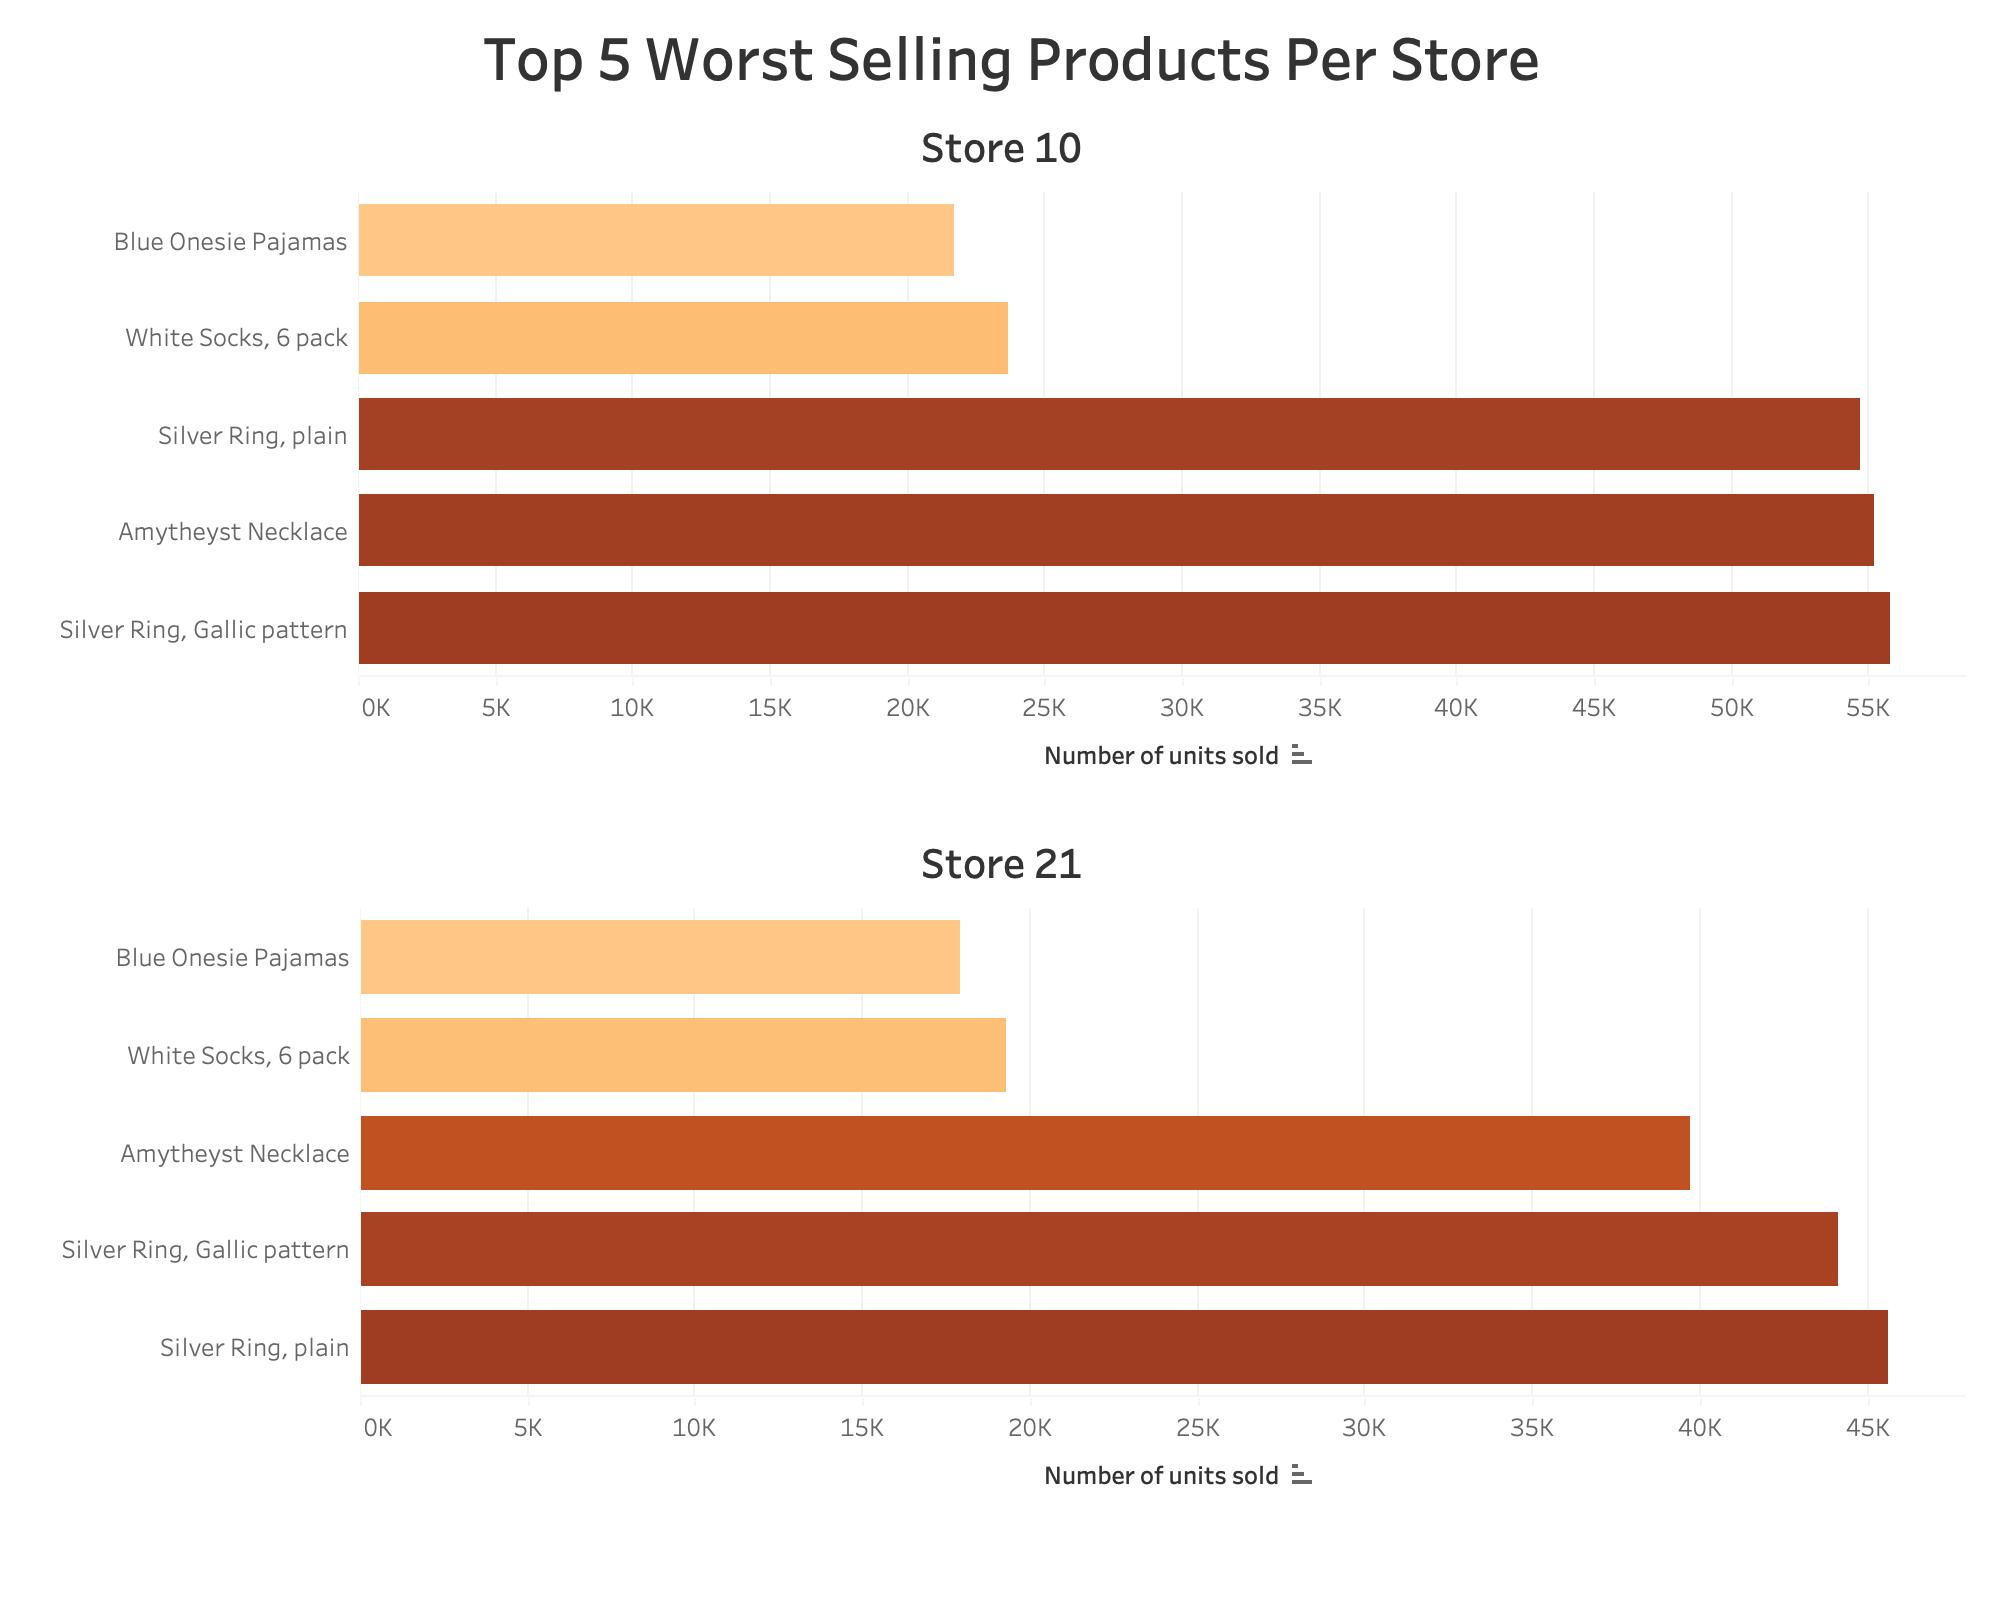 Top 5 Worst Selling Products Per Store
Store 10
Blue Onesie Pajamas
White Socks, 6 pack
Silver Ring, plain
Amytheyst Necklace
Silver Ring, Gallic pattern
0K 5K 10K 15K 20K 25K 30K 35K 40K 45K 50K 55K
Number of units sold
Store 21
Blue Onesie Pajamas
White Socks, 6 pack
Amytheyst Necklace
Silver Ring, Gallic pattern
Silver Ring, plain
0K 5K 10K 15K 20K 25K 30K 35K 40K 45K
Number of units sold